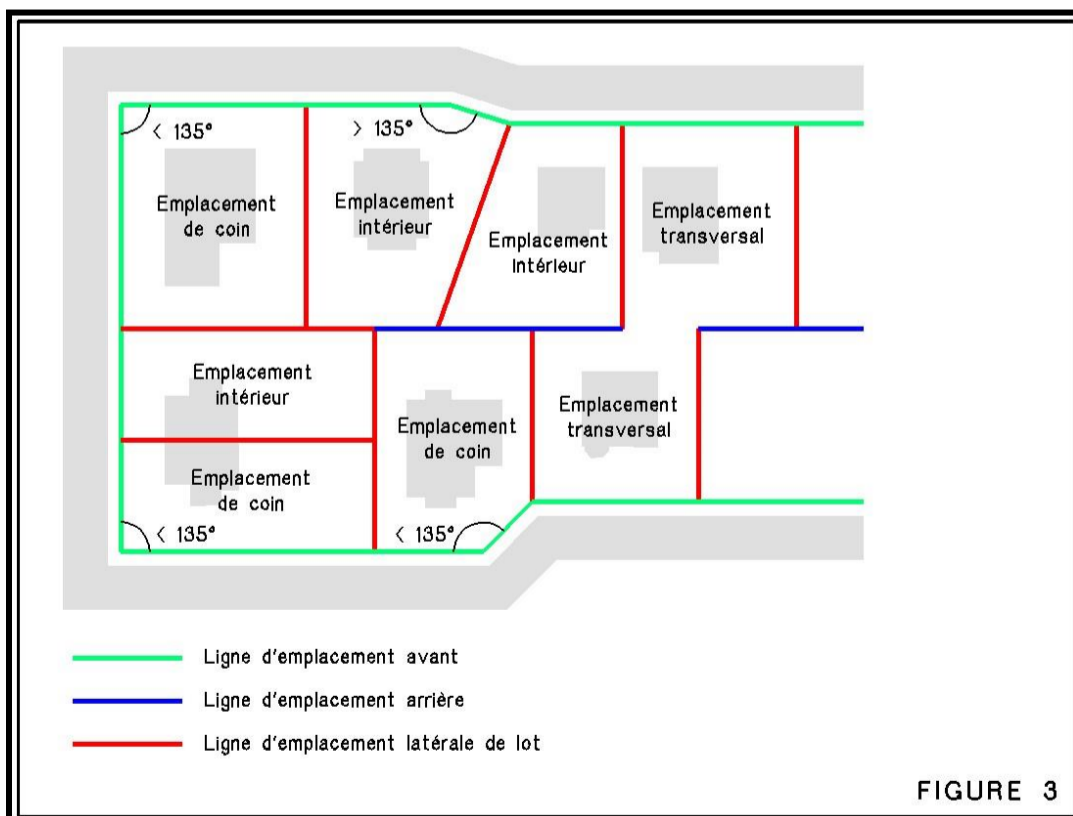 < 135°
> 135°
Emplacement
de coin
Emplacement
intérieur
Emplacement
intérieur
Emplacement
transversal
Emplacement
intérieur
Emplacement
de coin
< 135°
Emplacement
de coin
< 135°
Emplacement
transversal
Ligne d'emplacement avant
Ligne d'emplacement arrière
Ligne d'emplacement latérale de lot
FIGURE 3